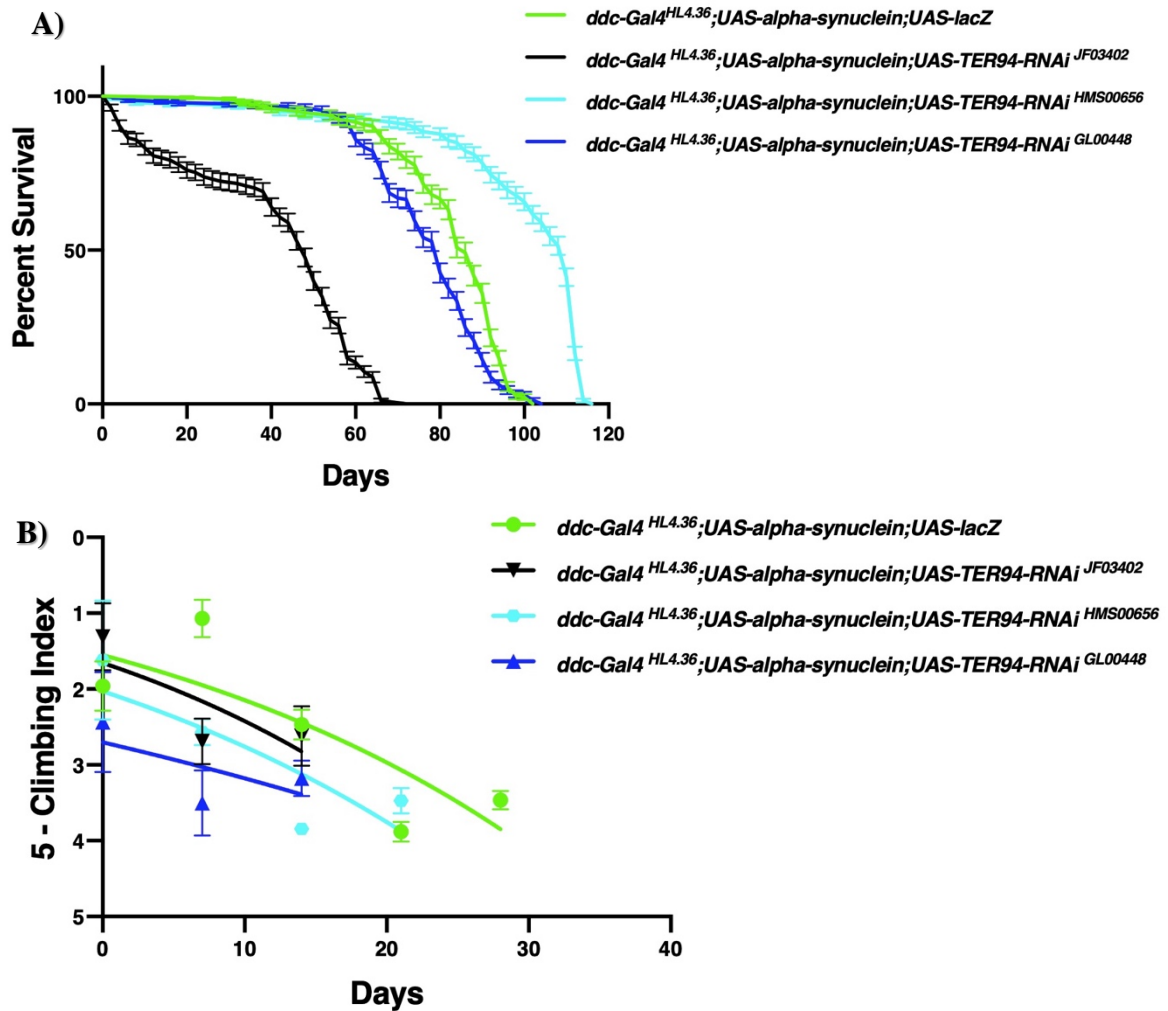 A)
ddc-Gal4 HL4.36;UAS-alpha-synuclein;UAS-lacZ
ddc-Gal4 HL4.36;UAS-alpha-synuclein;UAS-TER94-RNAi JF03402
ddc-Gal4 HL4.36;UAS-alpha-synuclein;UAS-TER94-RNAi HMS00656
ddc-Gal4 HL4.36;UAS-alpha-synuclein;UAS-TER94-RNAi GL00448
Percent Survival
100
50
0
0 20 40 60 80 100 120
Days
B)
ddc-Gal4 HL4.36;UAS-alpha-synuclein;UAS-lacZ
ddc-Gal4 HL4.36;UAS-alpha-synuclein;UAS-TER94-RNAi JF03402
ddc-Gal4 HL4.36;UAS-alpha-synuclein;UAS-TER94-RNAi HMS00656
ddc-Gal4 HL4.36;UAS-alpha-synuclein;UAS-TER94-RNAi GL00448
5 - Climbing Index
0
1
2
3
4
5
0 10 20 30 40
Days